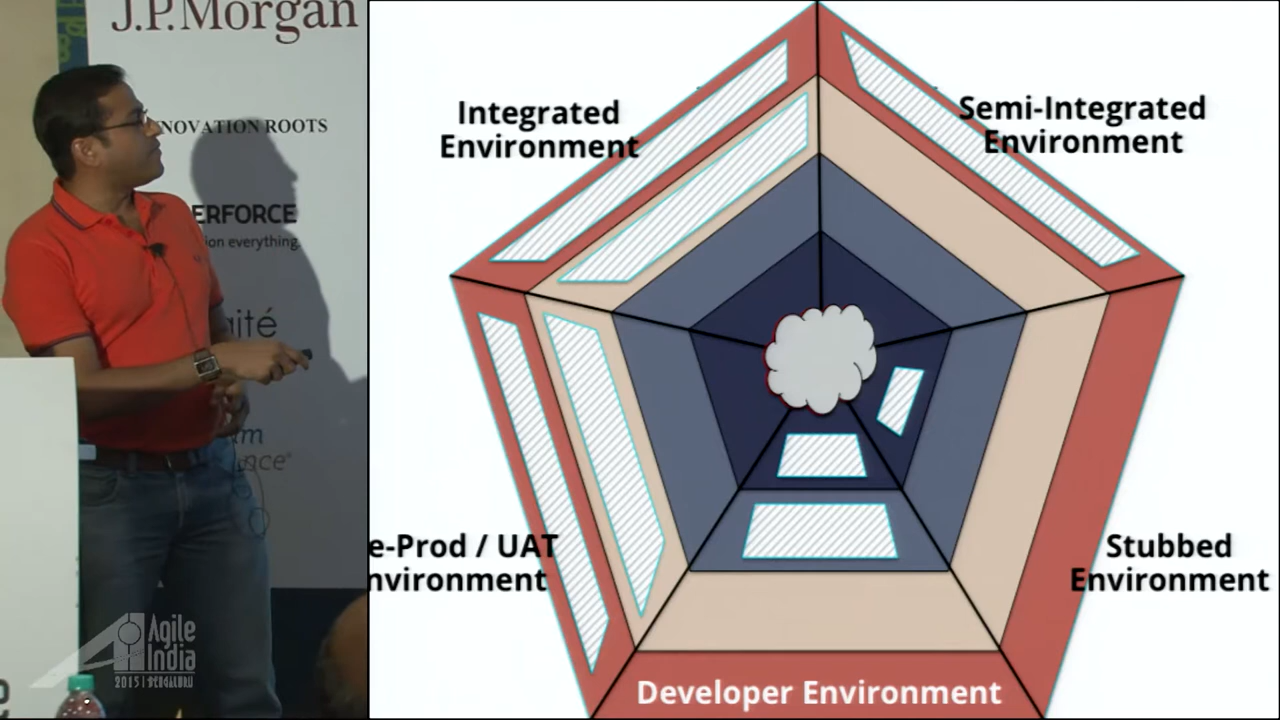 J.P.Morgan
NOVATION ROOTS
ERFORCE
ion everything.
Integrated
Environment
Semi-Integrated
Environment
e-Prod / UAT
nvironment
Stubbed
Environment
Developer Environment
Agile
India
2015 | BENGALURU